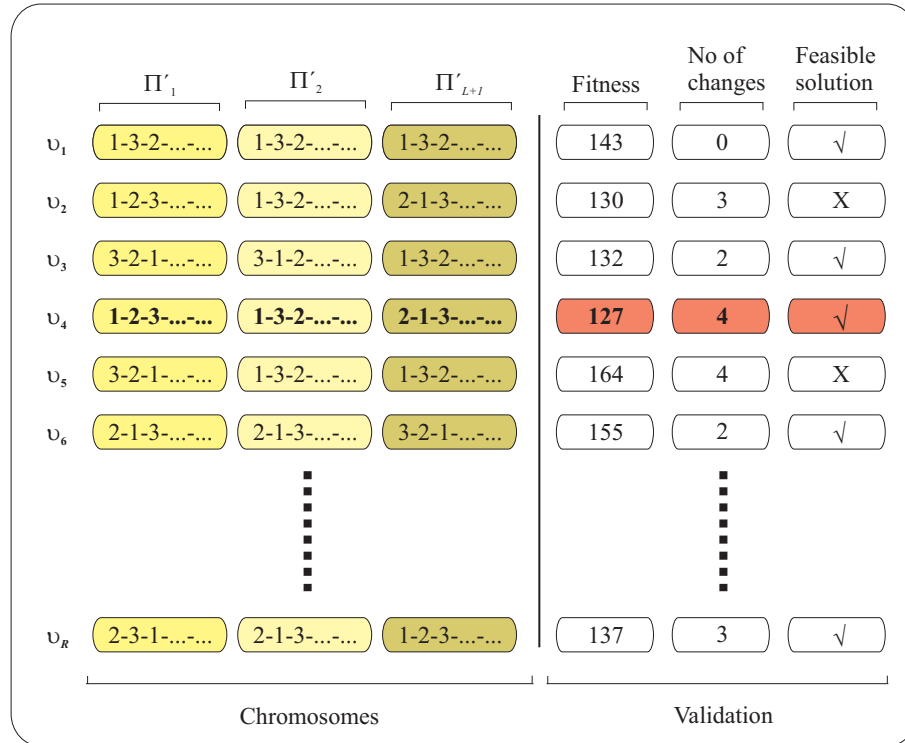 Π′1 Π′2 Π′L+1 Fitness No of changes Feasible solution
υ1 1-3-2-...-... 1-3-2-...-... 1-3-2-...-... 143 0 √
υ2 1-2-3-...-... 1-3-2-...-... 2-1-3-...-... 130 3 X
υ3 3-2-1-...-... 3-1-2-...-... 1-3-2-...-... 132 2 √
υ4 1-2-3-...-... 1-3-2-...-... 2-1-3-...-... 127 4 √
υ5 3-2-1-...-... 1-3-2-...-... 1-3-2-...-... 164 4 X
υ6 2-1-3-...-... 2-1-3-...-... 3-2-1-...-... 155 2 √
υR 2-3-1-...-... 2-1-3-...-... 1-2-3-...-... 137 3 √
Chromosomes Validation